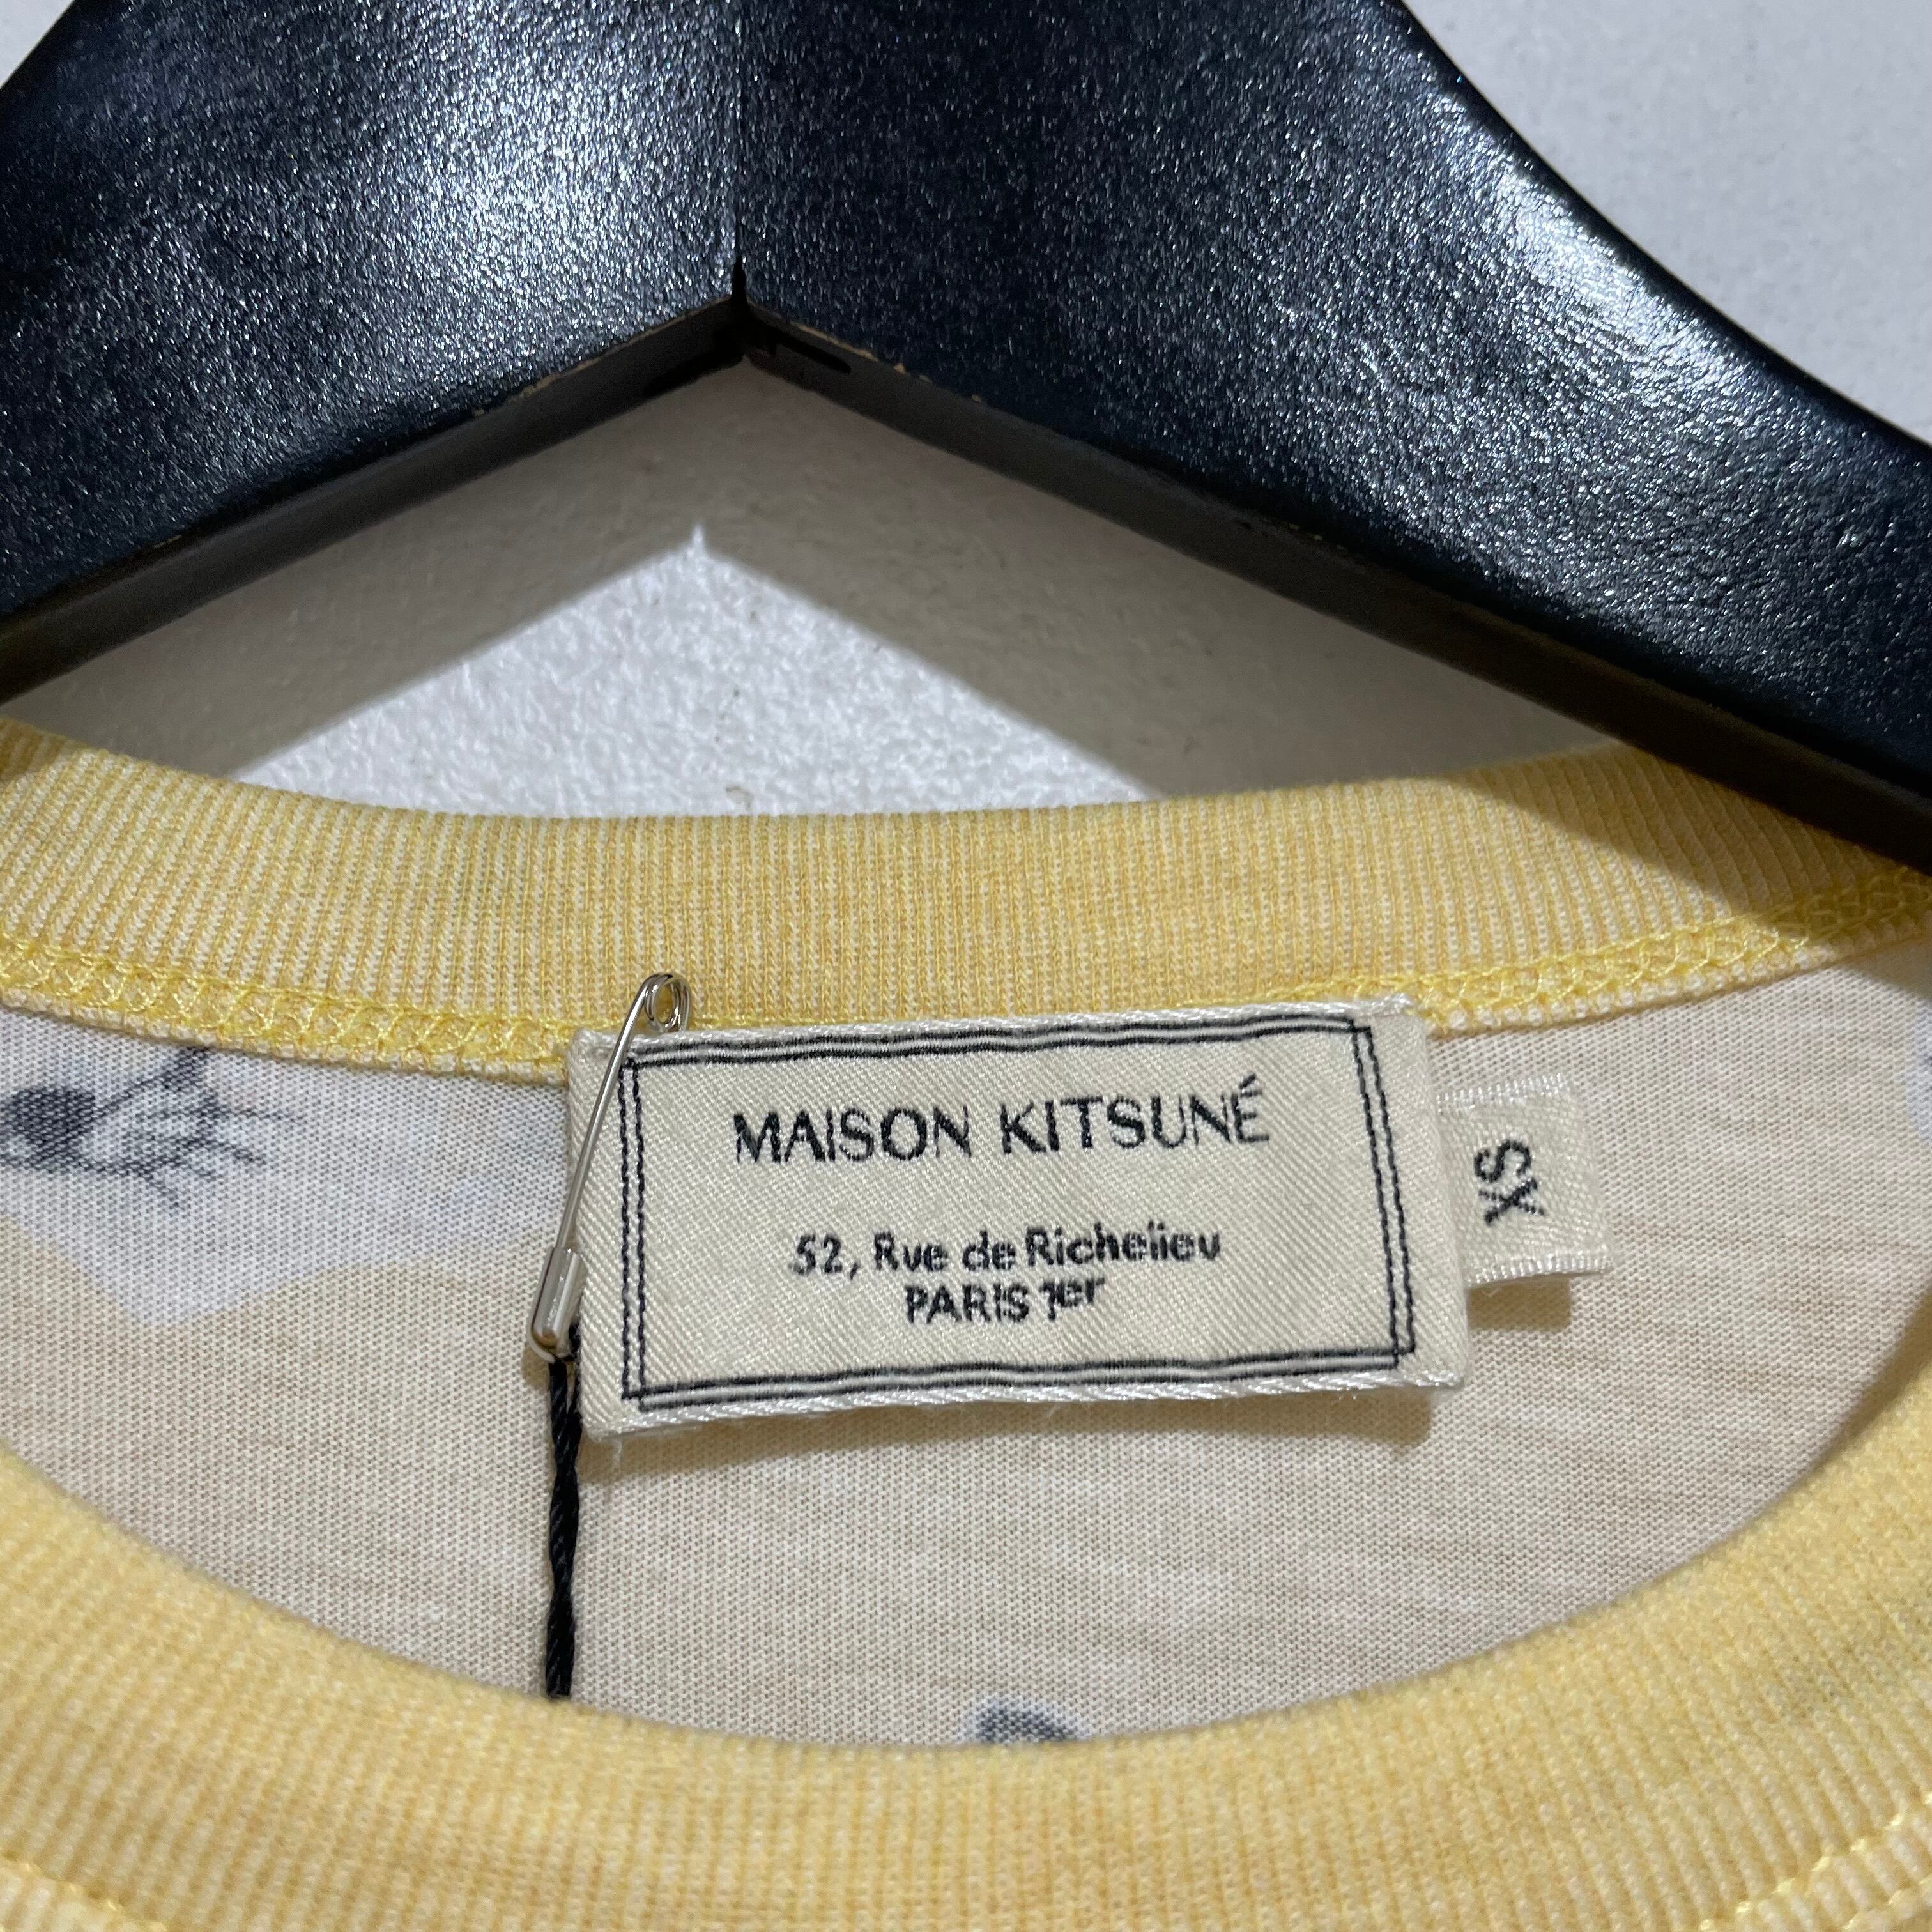 MAISON KITSUNÉ
52, Rue de Richelieu
PARIS 1er
XS